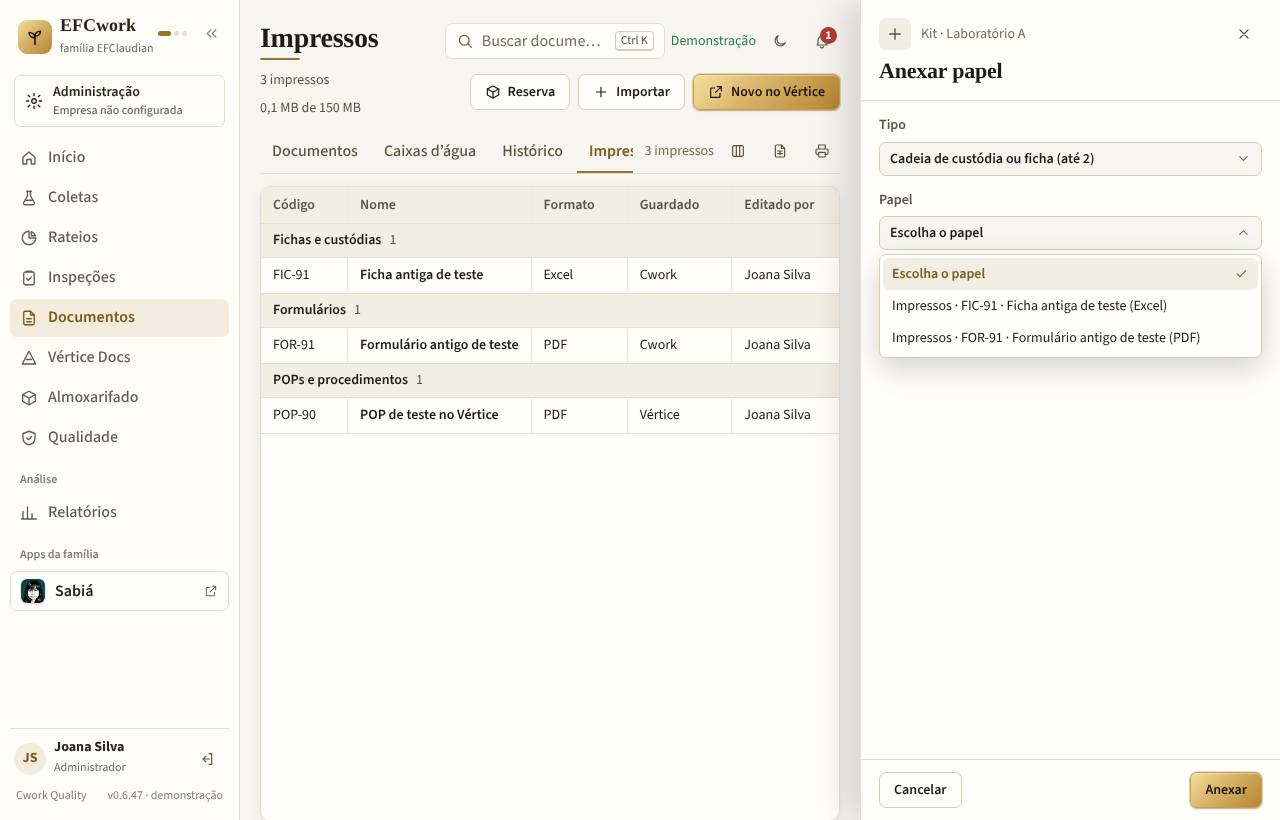 EFCwork
família EFClaudian
Administração
Empresa não configurada
Início
Coletas
Rateios
Inspeções
Documentos
Vértice Docs
Almoxarifado
Qualidade
Análise
Relatórios
Apps da família
Sabiá
JS
Joana Silva
Administrador
Cwork Quality
v0.6.47 · demonstração
Impressos
Buscar docume…
Ctrl K
Demonstração
1
3 impressos
0,1 MB de 150 MB
Reserva
Importar
Novo no Vértice
Documentos
Caixas d’água
Histórico
Impres
3 impressos
Código Nome Formato Guardado Editado por
Fichas e custódias 1
FIC-91 Ficha antiga de teste Excel Cwork Joana Silva
Formulários 1
FOR-91 Formulário antigo de teste PDF Cwork Joana Silva
POPs e procedimentos 1
POP-90 POP de teste no Vértice PDF Vértice Joana Silva
Kit · Laboratório A
Anexar papel
Tipo
Cadeia de custódia ou ficha (até 2)
Papel
Escolha o papel
Escolha o papel
Impressos · FIC-91 · Ficha antiga de teste (Excel)
Impressos · FOR-91 · Formulário antigo de teste (PDF)
Cancelar
Anexar